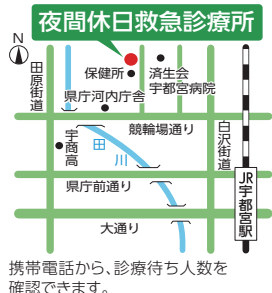 夜間休日救急診療所
N
田原街道
保健所
済生会
宇都宮病院
県庁河内庁舎
競輪場通り
宇商高
田川
白沢街道
県庁前通り
JR宇都宮駅
大通り
携帯電話から、診療待ち人数を
確認できます。